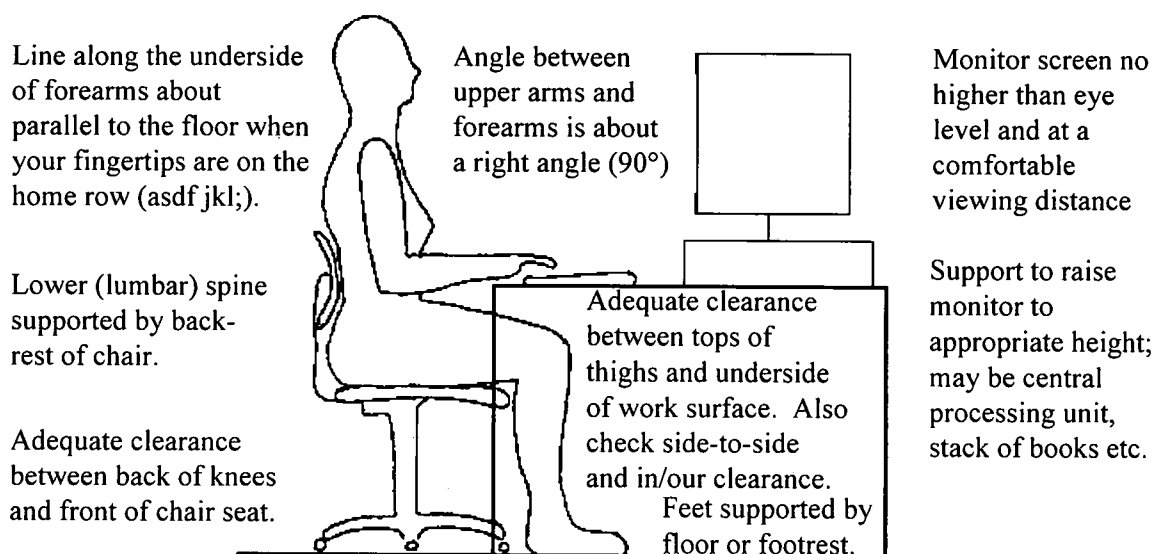 Line along the underside
of forearms about
parallel to the floor when
your fingertips are on the
home row (asdf jkl;).
Lower (lumbar) spine
supported by back-
rest of chair.
Adequate clearance
between back of knees
and front of chair seat.
Angle between
upper arms and
forearms is about
a right angle (90°)
Adequate clearance
between tops of
thighs and underside
of work surface. Also
check side-to-side
and in/our clearance.
Feet supported by
floor or footrest.
Monitor screen no
higher than eye
level and at a
comfortable
viewing distance
Support to raise
monitor to
appropriate height;
may be central
processing unit,
stack of books etc.